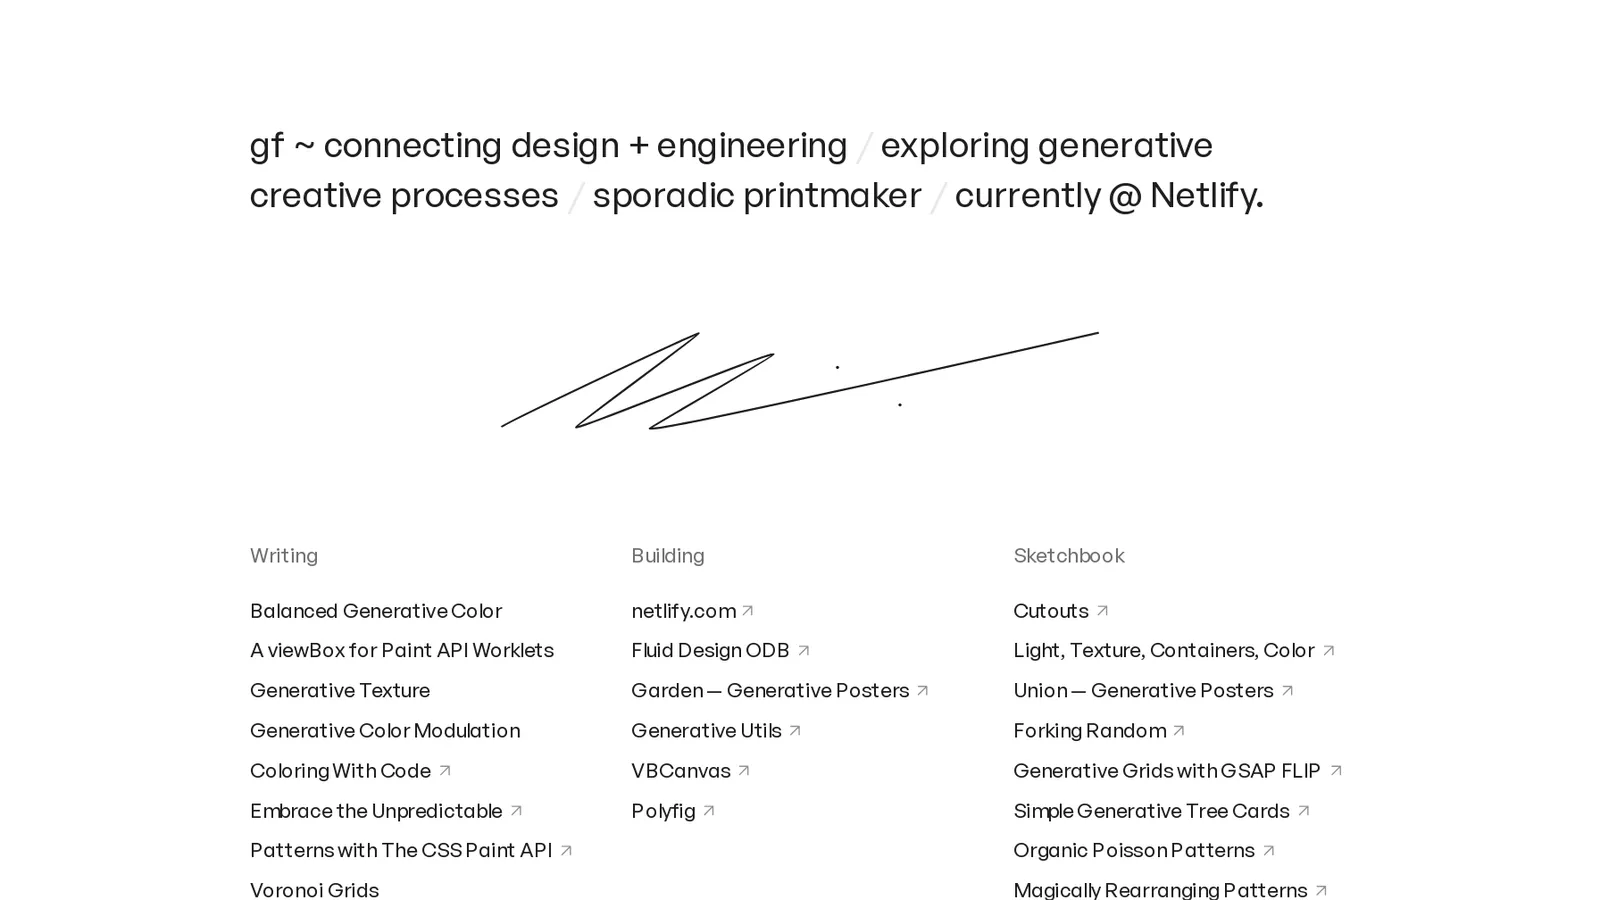 gf ~ connecting design + engineering / exploring generative
creative processes / sporadic printmaker / currently @ Netlify.
Writing
Balanced Generative Color
A viewBox for Paint API Worklets
Generative Texture
Generative Color Modulation
Coloring With Code ↗
Embrace the Unpredictable ↗
Patterns with The CSS Paint API ↗
Voronoi Grids
Building
netlify.com ↗
Fluid Design ODB ↗
Garden — Generative Posters ↗
Generative Utils ↗
VBCanvas ↗
Polyfig ↗
Sketchbook
Cutouts ↗
Light, Texture, Containers, Color ↗
Union — Generative Posters ↗
Forking Random ↗
Generative Grids with GSAP FLIP ↗
Simple Generative Tree Cards ↗
Organic Poisson Patterns ↗
Magically Rearranging Patterns ↗